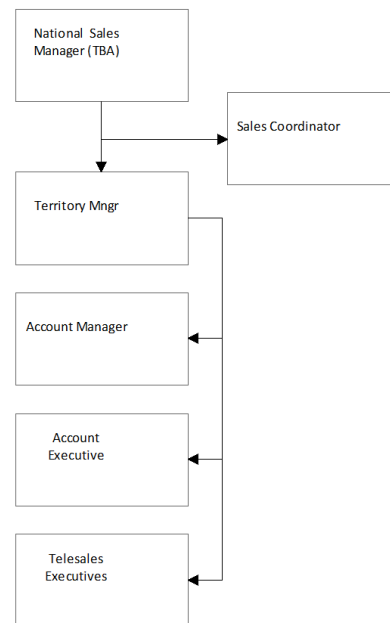 National Sales
Manager (TBA)
Sales Coordinator
Territory Mngr
Account Manager
Account
Executive
Telesales
Executives